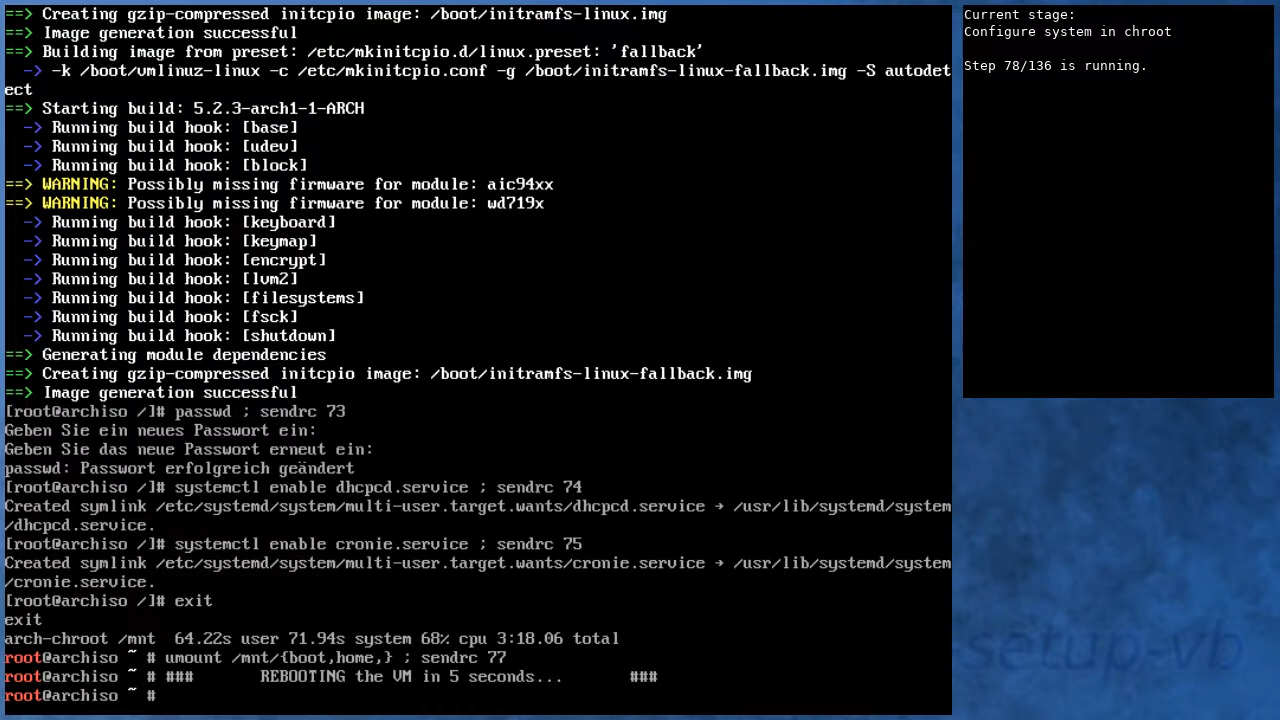 ==> Creating gzip-compressed initcpio image: /boot/initramfs-linux.img
==> Image generation successful
==> Building image from preset: /etc/mkinitcpio.d/linux.preset: 'fallback'
  -> -k /boot/vmlinuz-linux -c /etc/mkinitcpio.conf -g /boot/initramfs-linux-fallback.img -S autodet
ect
==> Starting build: 5.2.3-arch1-1-ARCH
  -> Running build hook: [base]
  -> Running build hook: [udev]
  -> Running build hook: [block]
==> WARNING: Possibly missing firmware for module: aic94xx
==> WARNING: Possibly missing firmware for module: wd719x
  -> Running build hook: [keyboard]
  -> Running build hook: [keymap]
  -> Running build hook: [encrypt]
  -> Running build hook: [lvm2]
  -> Running build hook: [filesystems]
  -> Running build hook: [fsck]
  -> Running build hook: [shutdown]
==> Generating module dependencies
==> Creating gzip-compressed initcpio image: /boot/initramfs-linux-fallback.img
==> Image generation successful
[root@archiso /]# passwd ; sendrc 73
Geben Sie ein neues Passwort ein:
Geben Sie das neue Passwort erneut ein:
passwd: Passwort erfolgreich geändert
[root@archiso /]# systemctl enable dhcpcd.service ; sendrc 74
Created symlink /etc/systemd/system/multi-user.target.wants/dhcpcd.service → /usr/lib/systemd/system
/dhcpcd.service.
[root@archiso /]# systemctl enable cronie.service ; sendrc 75
Created symlink /etc/systemd/system/multi-user.target.wants/cronie.service → /usr/lib/systemd/system
/cronie.service.
[root@archiso /]# exit
exit
arch-chroot /mnt  64.22s user 71.94s system 68% cpu 3:18.06 total
root@archiso ~ # umount /mnt/{boot,home,} ; sendrc 77
root@archiso ~ # ###       REBOOTING the VM in 5 seconds...       ###
root@archiso ~ #
Current stage:
Configure system in chroot
Step 78/136 is running.
setup-vb